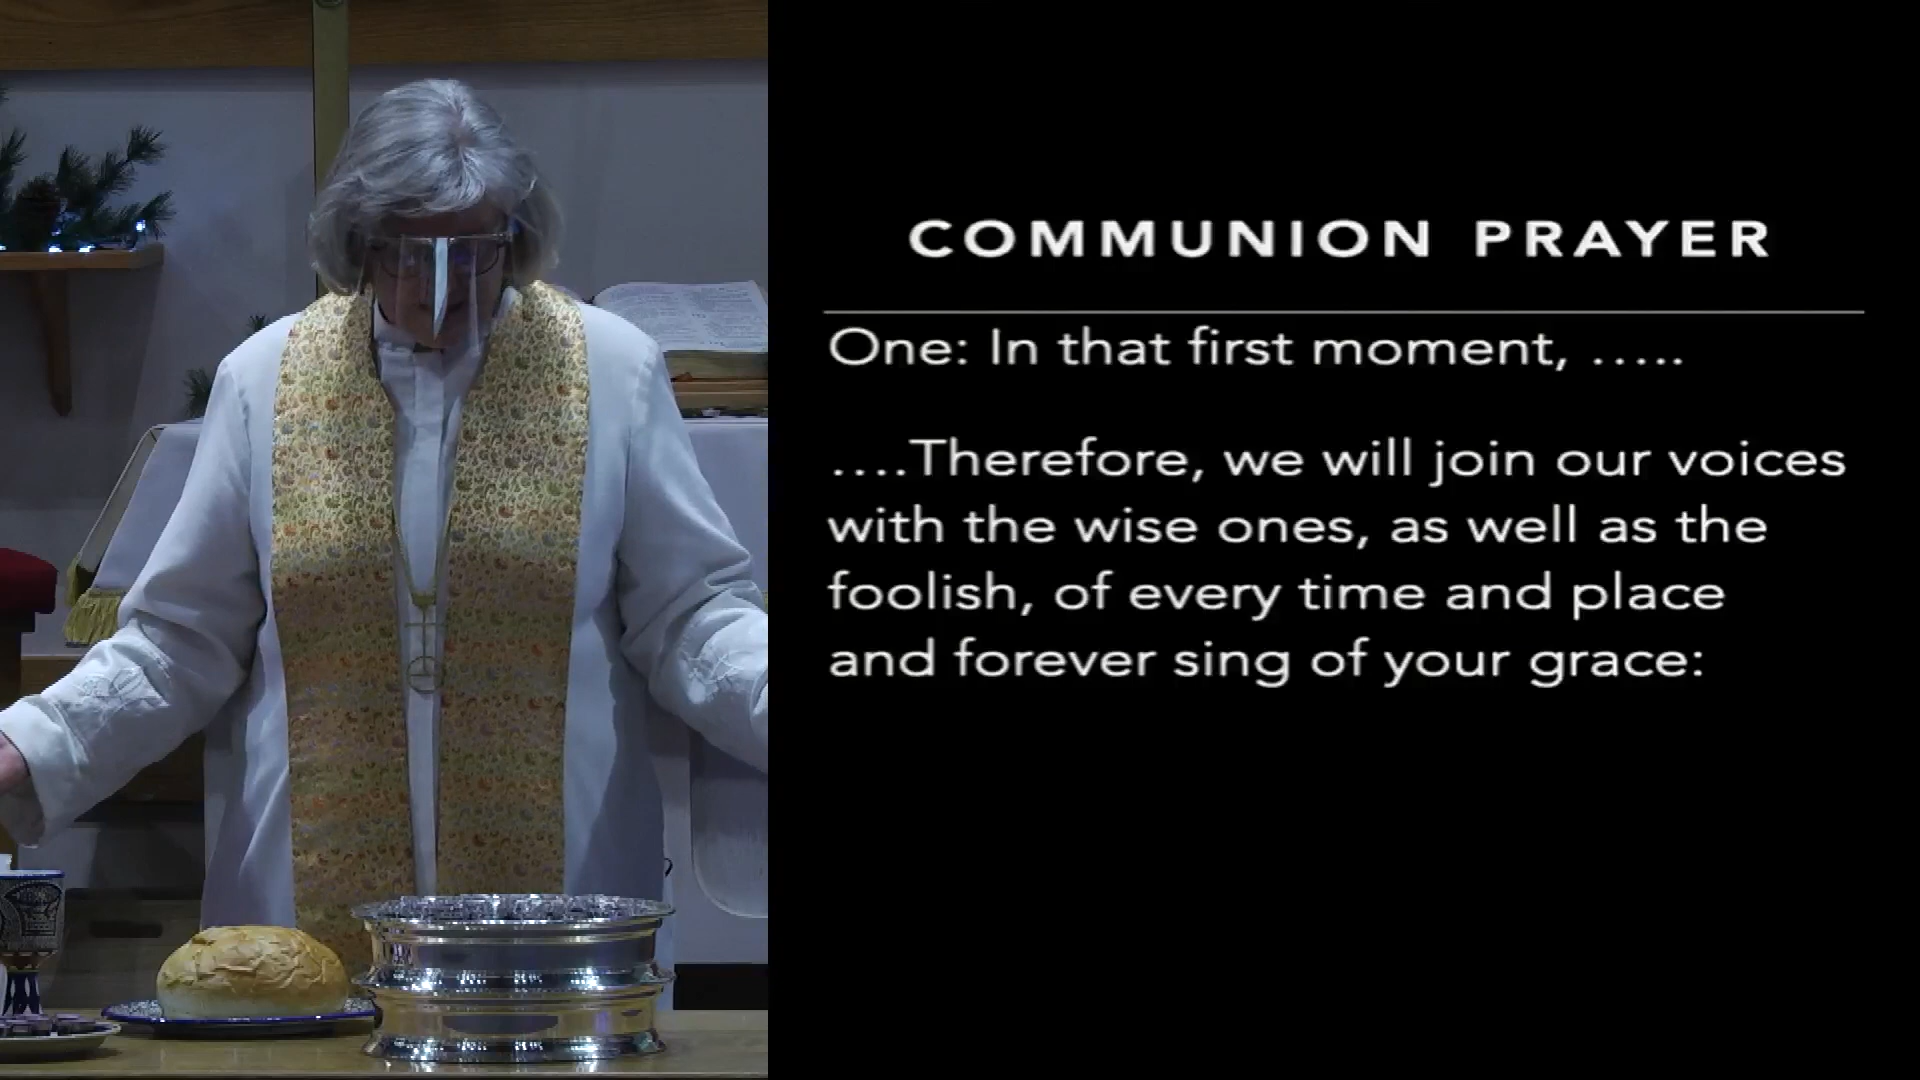 COMMUNION PRAYER
One: In that first moment, .....
....Therefore, we will join our voices
with the wise ones, as well as the
foolish, of every time and place
and forever sing of your grace: